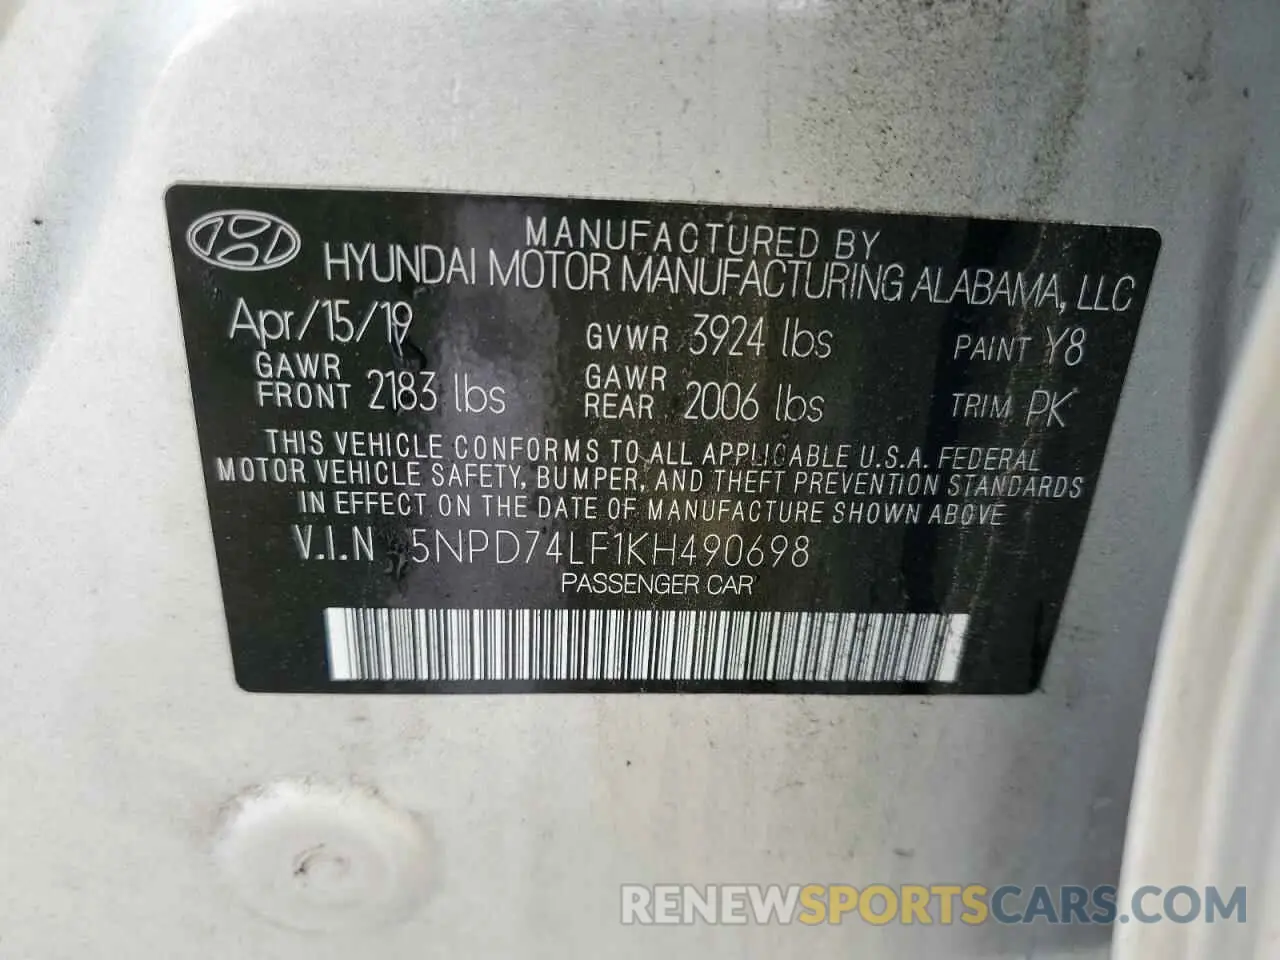 MANUFACTURED BY
HYUNDAI MOTOR MANUFACTURING ALABAMA, LLC
Apr/15/19 GVWR 3924 lbs PAINT Y8
GAWR FRONT 2183 lbs GAWR REAR 2006 lbs TRIM PK
THIS VEHICLE CONFORMS TO ALL APPLICABLE U.S.A. FEDERAL
MOTOR VEHICLE SAFETY, BUMPER, AND THEFT PREVENTION STANDARDS
IN EFFECT ON THE DATE OF MANUFACTURE SHOWN ABOVE
V.I.N 5NPD74LF1KH490698
PASSENGER CAR
RENEWSPORTSCARS.COM